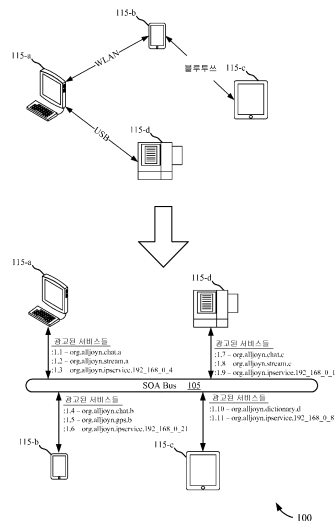 115-b
115-a
WLAN
블루투쓰
115-c
USB
115-d
115-a
115-d
광고된 서비스들
:1.1 – org.alljoyn.chat.a
:1.2 – org.alljoyn.stream.a
:1.3 org.alljoyn.ipservice.192_168_0_4
광고된 서비스들
:1.7 – org.alljoyn.chat.c
:1.8 org.alljoyn.stream.c
:1.9 – org.alljoyn.ipservice.192_168_0_1
SOA Bus 105
광고된 서비스들
:1.4 – org.alljoyn.chat.b
:1.5 – org.alljoyn.gps.b
:1.6 org.alljoyn.ipservice.192_168_0_21
광고된 서비스들
:1.10 – org.alljoyn.dictionary.d
:1.11 – org.alljoyn.ipservice.192_168_0_8
115-b
115-c
100